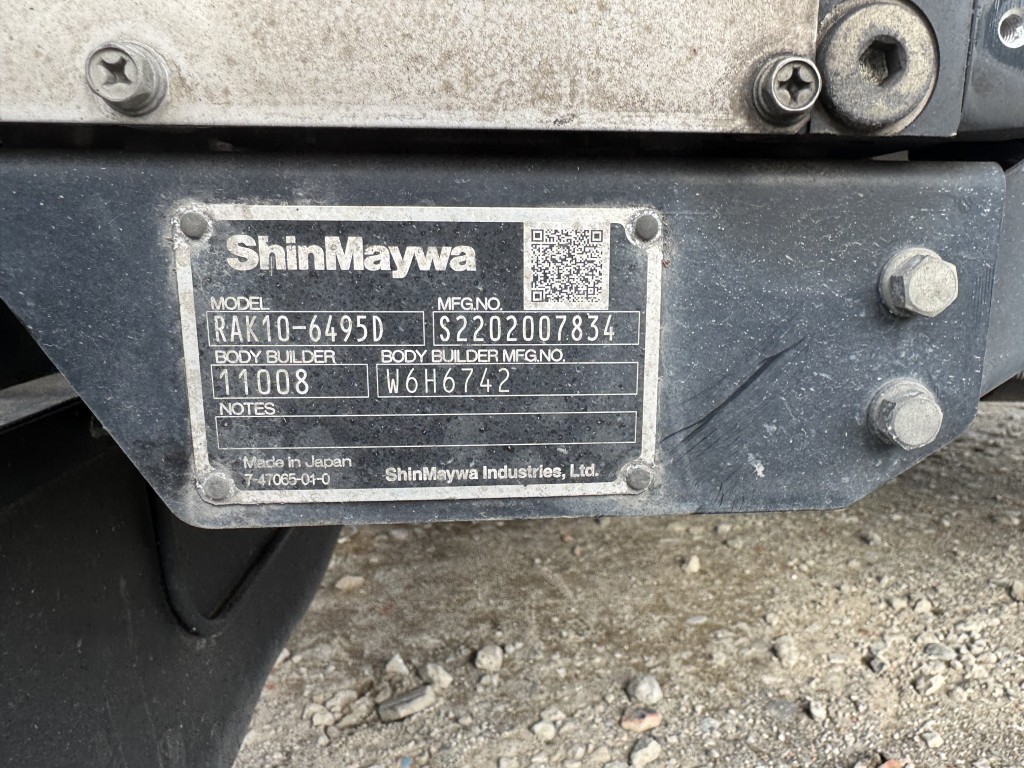 ShinMaywa
MODEL MFG.NO.
RAK10-6495D S2202007834
BODY BUILDER BODY BUILDER MFG.NO.
11008 W6H6742
NOTES
Made in Japan
7-47065-01-0 ShinMaywa Industries, Ltd.